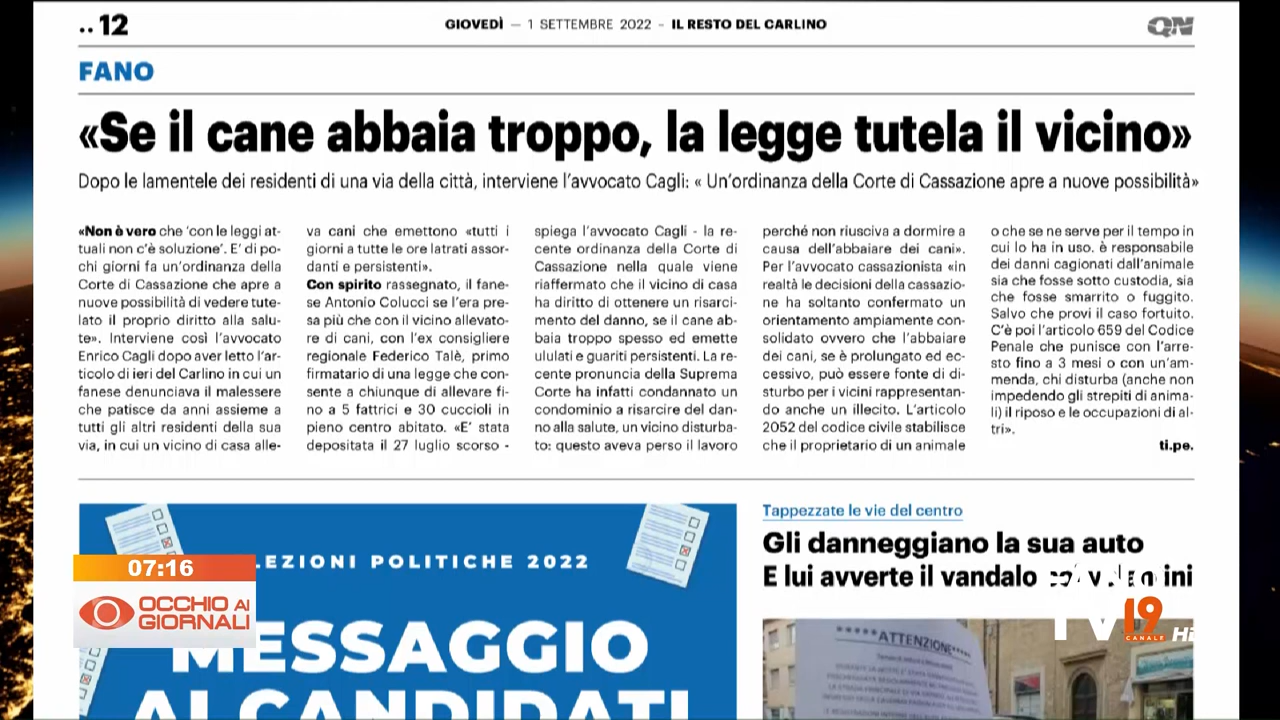 .. 12
GIOVEDÌ — 1 SETTEMBRE 2022 – IL RESTO DEL CARLINO
QN
FANO
«Se il cane abbaia troppo, la legge tutela il vicino»
Dopo le lamentele dei residenti di una via della città, interviene l'avvocato Cagli: « Un'ordinanza della Corte di Cassazione apre a nuove possibilità»
«Non è vero che 'con le leggi at-
tuali non c'è soluzione'. E' di po-
chi giorni fa un'ordinanza della
Corte di Cassazione che apre a
nuove possibilità di vedere tute-
lato il proprio diritto alla salu-
te». Interviene così l'avvocato
Enrico Cagli dopo aver letto l'ar-
ticolo di ieri del Carlino in cui un
fanese denunciava il malessere
che patisce da anni assieme a
tutti gli altri residenti della sua
via, in cui un vicino di casa alle-
va cani che emettono «tutti i
giorni a tutte le ore latrati assor-
danti e persistenti».
Con spirito rassegnato, il fane-
se Antonio Colucci se l'era pre-
sa più che con il vicino allevato-
re di cani, con l'ex consigliere
regionale Federico Talè, primo
firmatario di una legge che con-
sente a chiunque di allevare fi-
no a 5 fattrici e 30 cuccioli in
pieno centro abitato. «E' stata
depositata il 27 luglio scorso -
spiega l'avvocato Cagli - la re-
cente ordinanza della Corte di
Cassazione nella quale viene
riaffermato che il vicino di casa
ha diritto di ottenere un risarci-
mento del danno, se il cane ab-
baia troppo spesso ed emette
ululati e guariti persistenti. La re-
cente pronuncia della Suprema
Corte ha infatti condannato un
condominio a risarcire del dan-
no alla salute, un vicino disturba-
to: questo aveva perso il lavoro
perché non riusciva a dormire a
causa dell'abbaiare dei cani».
Per l'avvocato cassazionista «in
realtà le decisioni della cassazio-
ne ha soltanto confermato un
orientamento ampiamente con-
solidato ovvero che l'abbaiare
dei cani, se è prolungato ed ec-
cessivo, può essere fonte di di-
sturbo per i vicini rappresentan-
do anche un illecito. L'articolo
2052 del codice civile stabilisce
che il proprietario di un animale
o che se ne serve per il tempo in
cui lo ha in uso. è responsabile
dei danni cagionati dall'animale
sia che fosse sotto custodia, sia
che fosse smarrito o fuggito.
Salvo che provi il caso fortuito.
C'è poi l'articolo 659 del Codice
Penale che punisce con l'arre-
sto fino a 3 mesi o con un'am-
menda, chi disturba (anche non
impedendo gli strepiti di anima-
li) il riposo e le occupazioni di al-
tri».
ti.pe.
LEZIONI POLITICHE 2022
MESSAGGIO
AI CANDIDATI
Tappezzate le vie del centro
Gli danneggiano la sua auto
E lui avverte il vandalo
*****ATTENZIONE*****
07:16
OCCHIO AI
GIORNALI
TV 19
CANALE